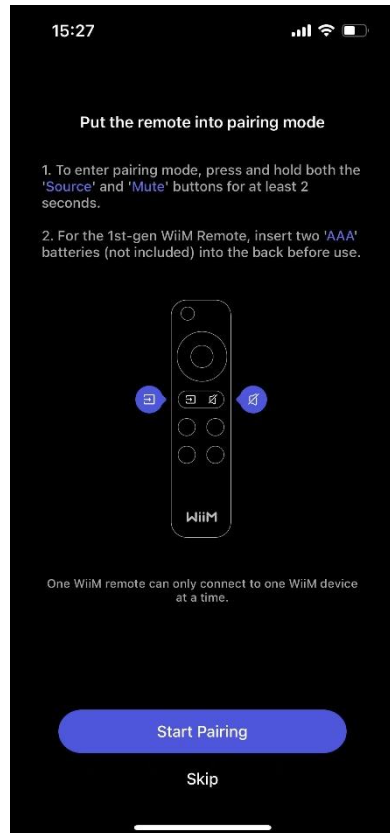 15:27
Put the remote into pairing mode
1. To enter pairing mode, press and hold both the
'Source' and 'Mute' buttons for at least 2
seconds.
2. For the 1st-gen WiiM Remote, insert two 'AAA'
batteries (not included) into the back before use.
WiiM
One WiiM remote can only connect to one WiiM device
at a time.
Start Pairing
Skip